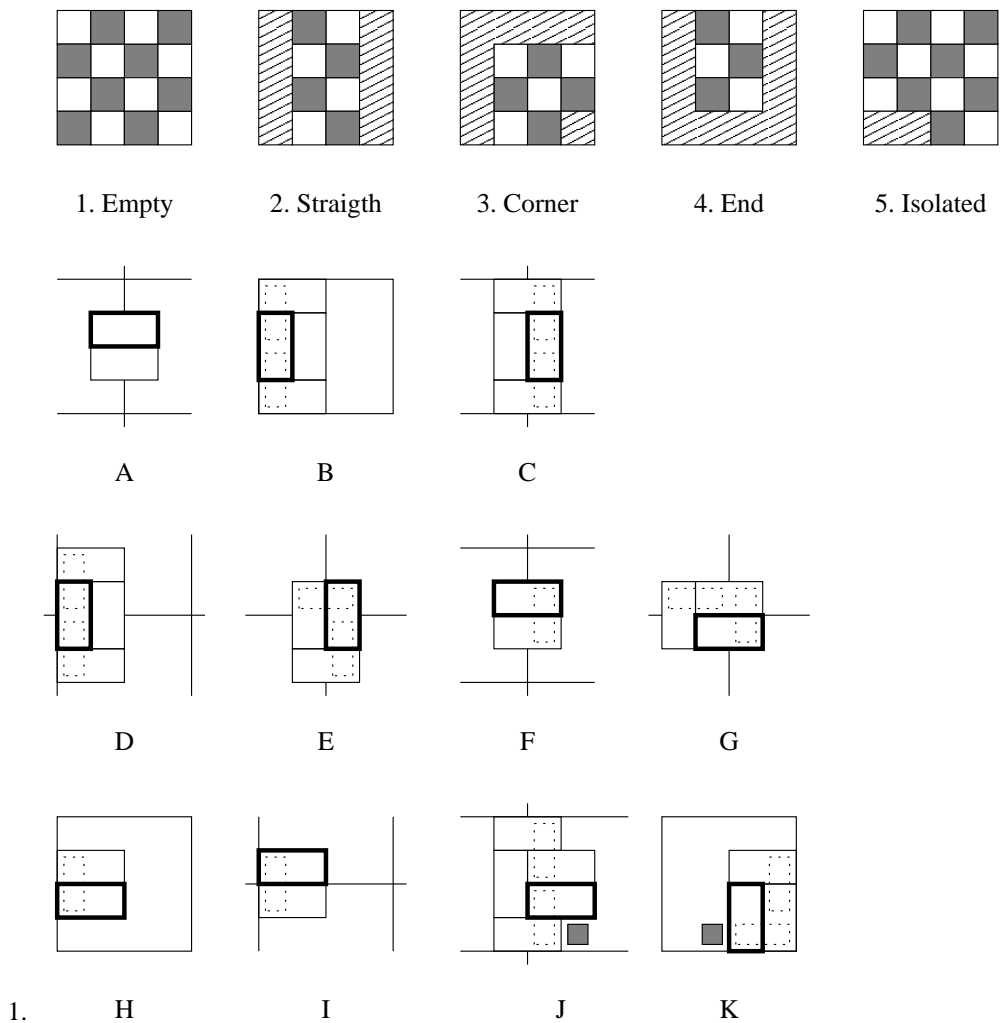 1. Empty 2. Straigth 3. Corner 4. End 5. Isolated
A B C
D E F G
1. H I J K